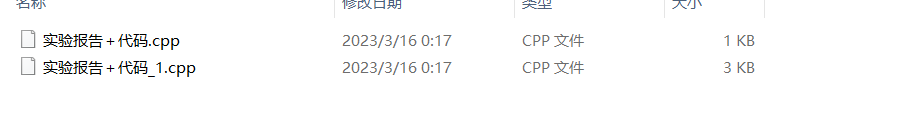 名称 修改日期 类型 大小
实验报告＋代码.cpp 2023/3/16 0:17 CPP 文件 1 KB
实验报告＋代码_1.cpp 2023/3/16 0:17 CPP 文件 3 KB